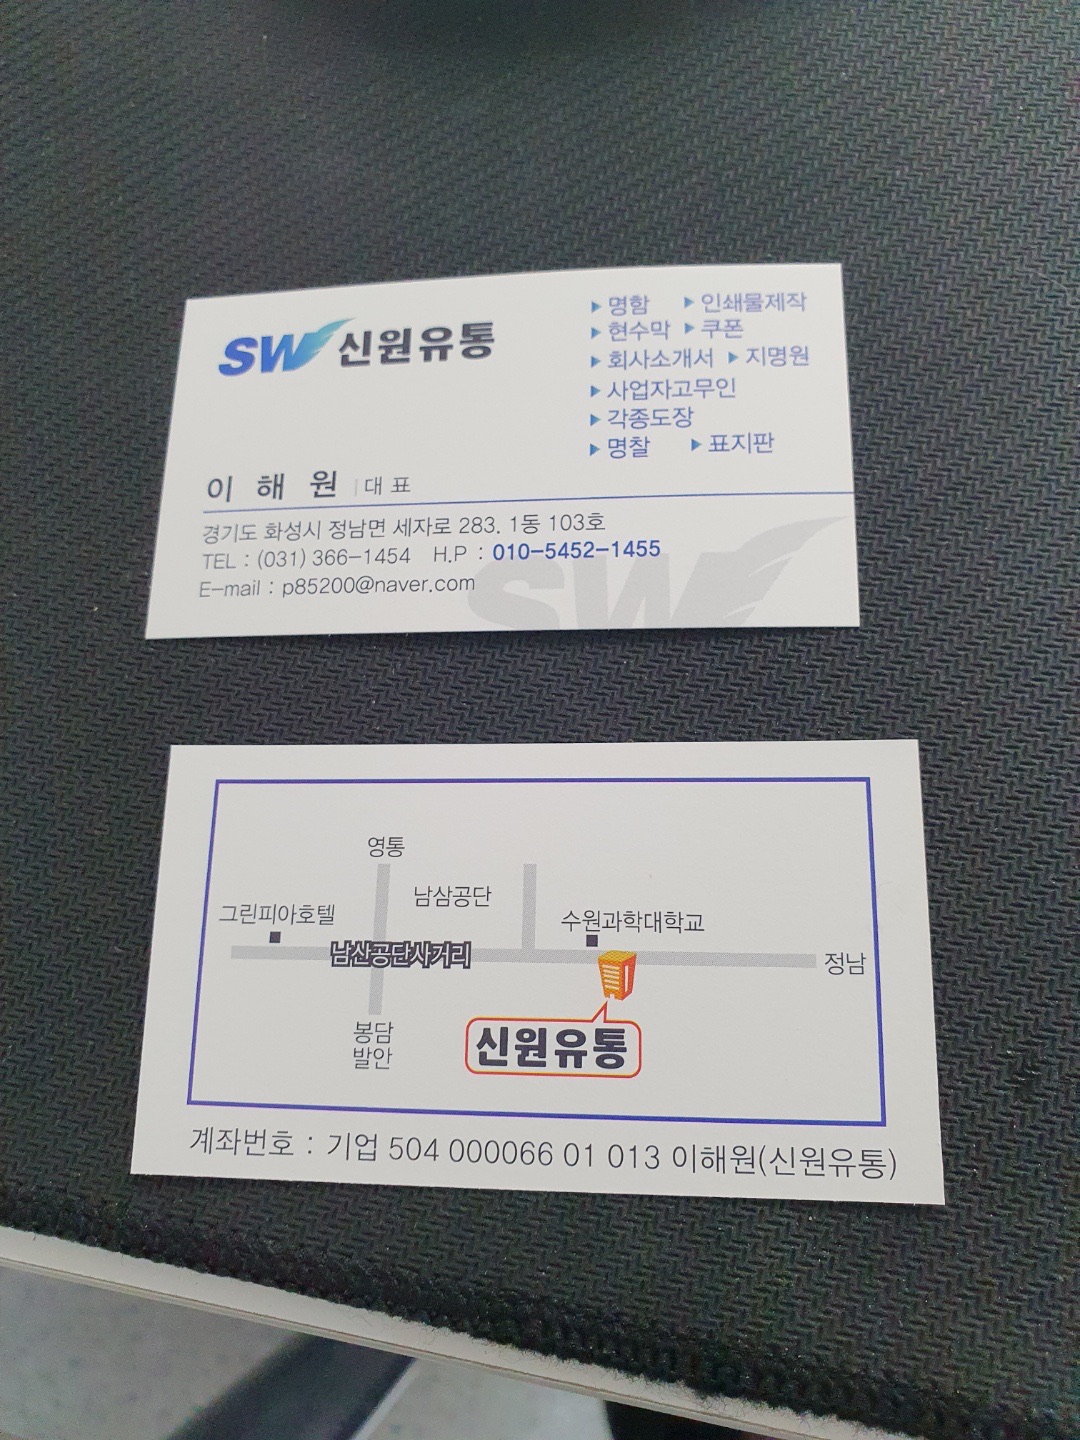 SW 신원유통
▶ 명함 ▶ 인쇄물제작
▶ 현수막 ▶ 쿠폰
▶ 회사소개서 ▶ 지명원
▶ 사업자고무인
▶ 각종도장
▶ 명찰 ▶ 표지판
이 해 원 | 대 표
경기도 화성시 정남면 세자로 283. 1동 103호
TEL : (031) 366-1454 H.P : 010-5452-1455
E-mail : p85200@naver.com
SW
영통
남삼공단
그린피아호텔
수원과학대학교
남산공단사거리
정남
봉담
발안
신원유통
계좌번호 : 기업 504 000066 01 013 이해원(신원유통)